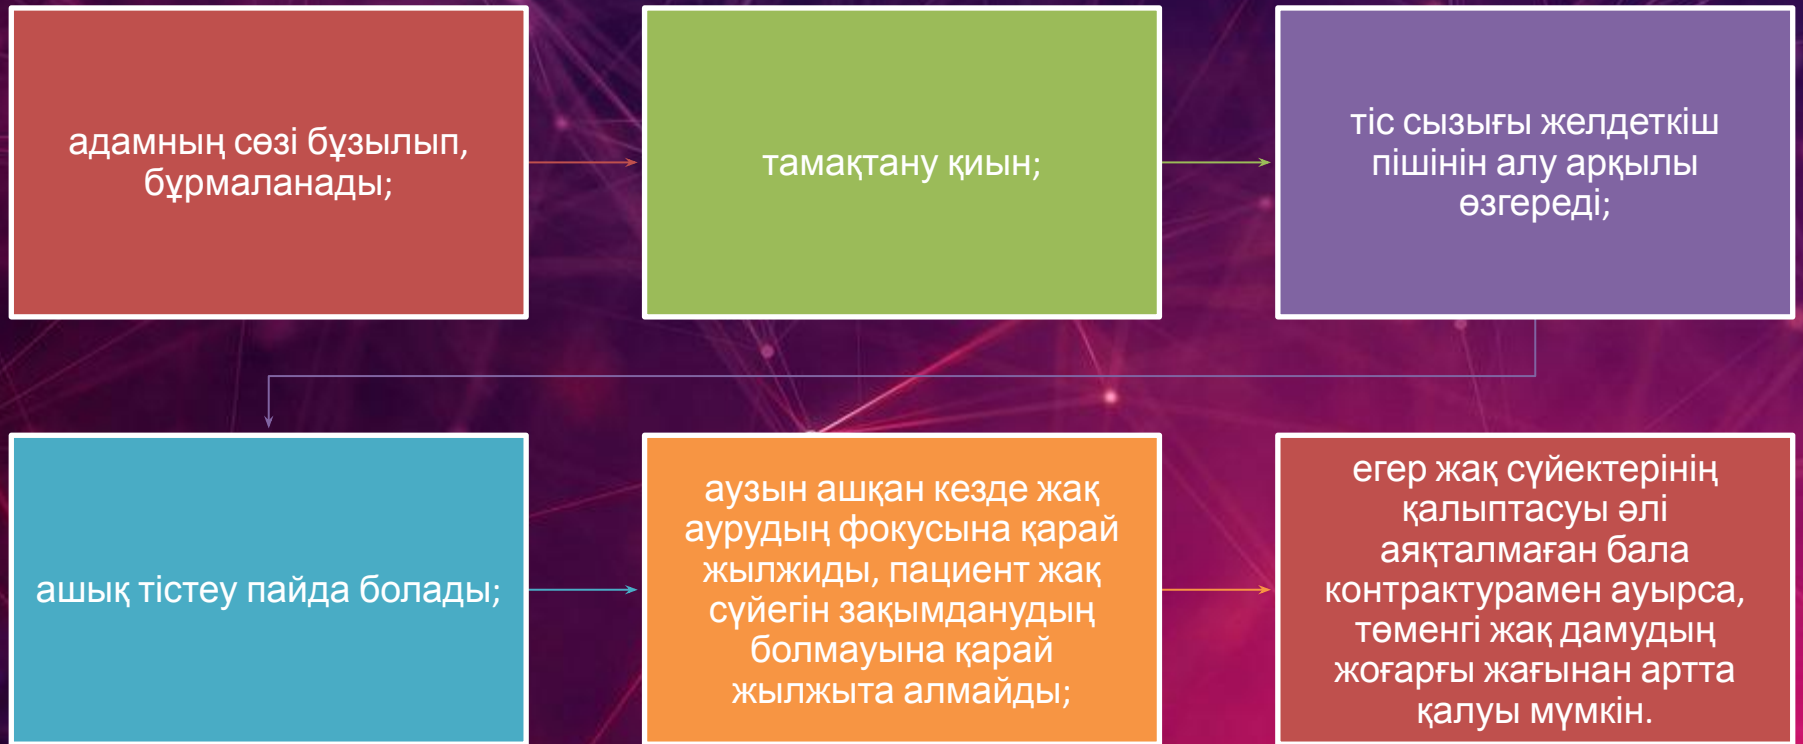 адамның сөзі бұзылып,
бұрмаланады;
тамақтану қиын;
тіс сызығы желдеткіш
пішінін алу арқылы
өзгереді;
ашық тістеу пайда болады;
аузын ашқан кезде жақ
аурудың фокусына қарай
жылжиды, пациент жақ
сүйегін зақымданудың
болмауына қарай
жылжыта алмайды;
егер жақ сүйектерінің
қалыптасуы әлі
аяқталмаған бала
контрактурамен ауырса,
төменгі жақ дамудың
жоғарғы жағынан артта
қалуы мүмкін.